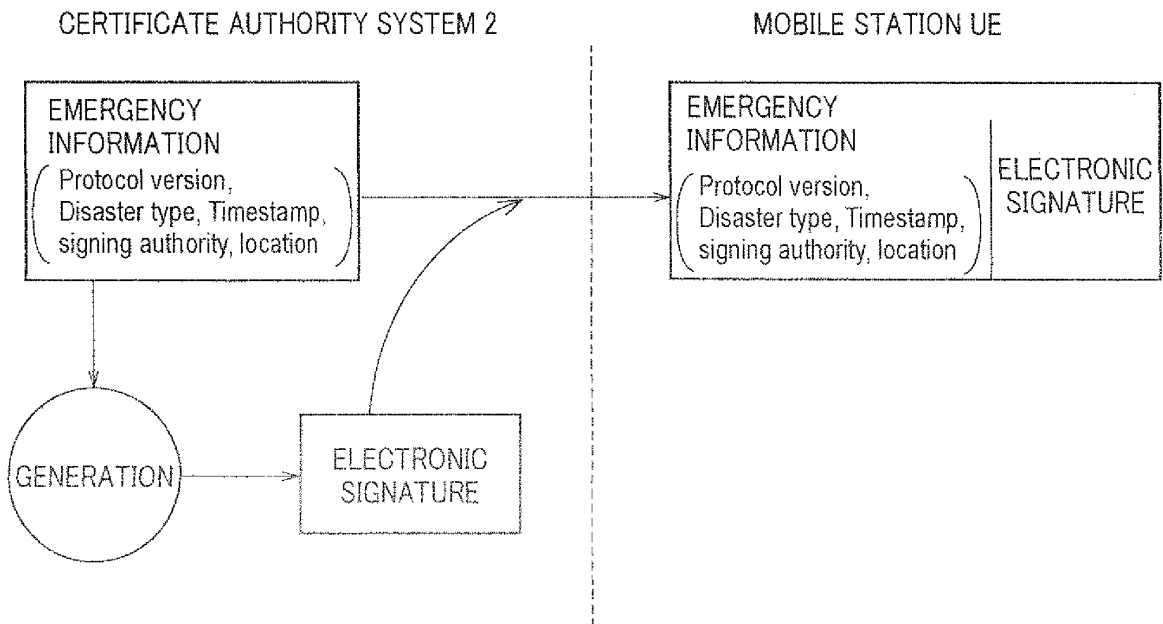 CERTIFICATE AUTHORITY SYSTEM 2
MOBILE STATION UE
EMERGENCY
INFORMATION
Protocol version,
Disaster type, Timestamp,
signing authority, location
EMERGENCY
INFORMATION
Protocol version,
Disaster type, Timestamp,
signing authority, location
ELECTRONIC
SIGNATURE
GENERATION
ELECTRONIC
SIGNATURE